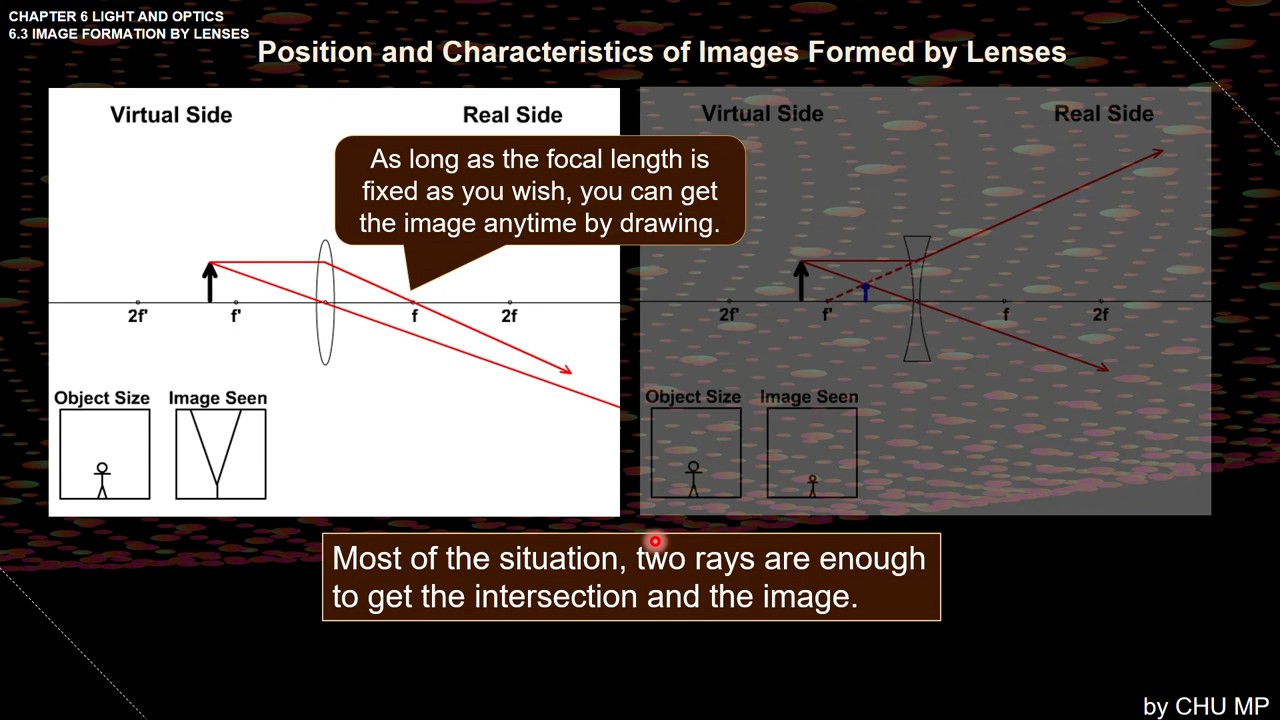 CHAPTER 6 LIGHT AND OPTICS
6.3 IMAGE FORMATION BY LENSES
Position and Characteristics of Images Formed by Lenses
Virtual Side
Real Side
As long as the focal length is
fixed as you wish, you can get
the image anytime by drawing.
2f'
f'
f
2f
Object Size
Image Seen
Virtual Side
Real Side
2f'
f'
f
2f
Object Size
Image Seen
Most of the situation, two rays are enough
to get the intersection and the image.
by CHU MP